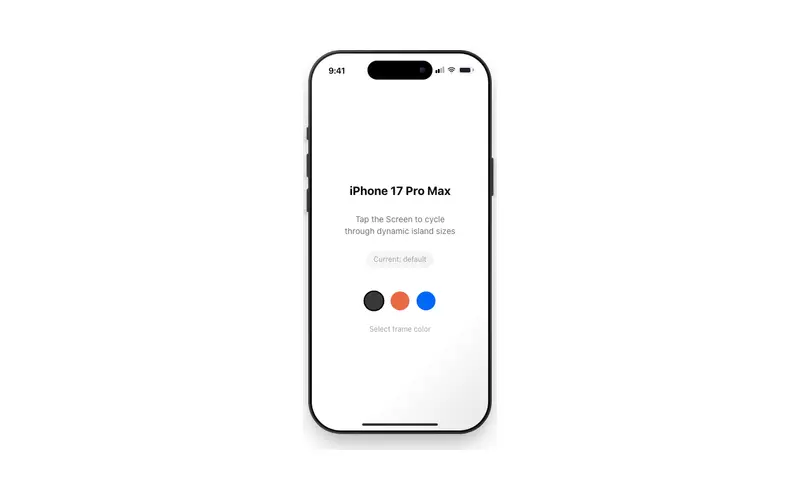 9:41
iPhone 17 Pro Max
Tap the Screen to cycle
through dynamic island sizes
Current: default
Select frame color